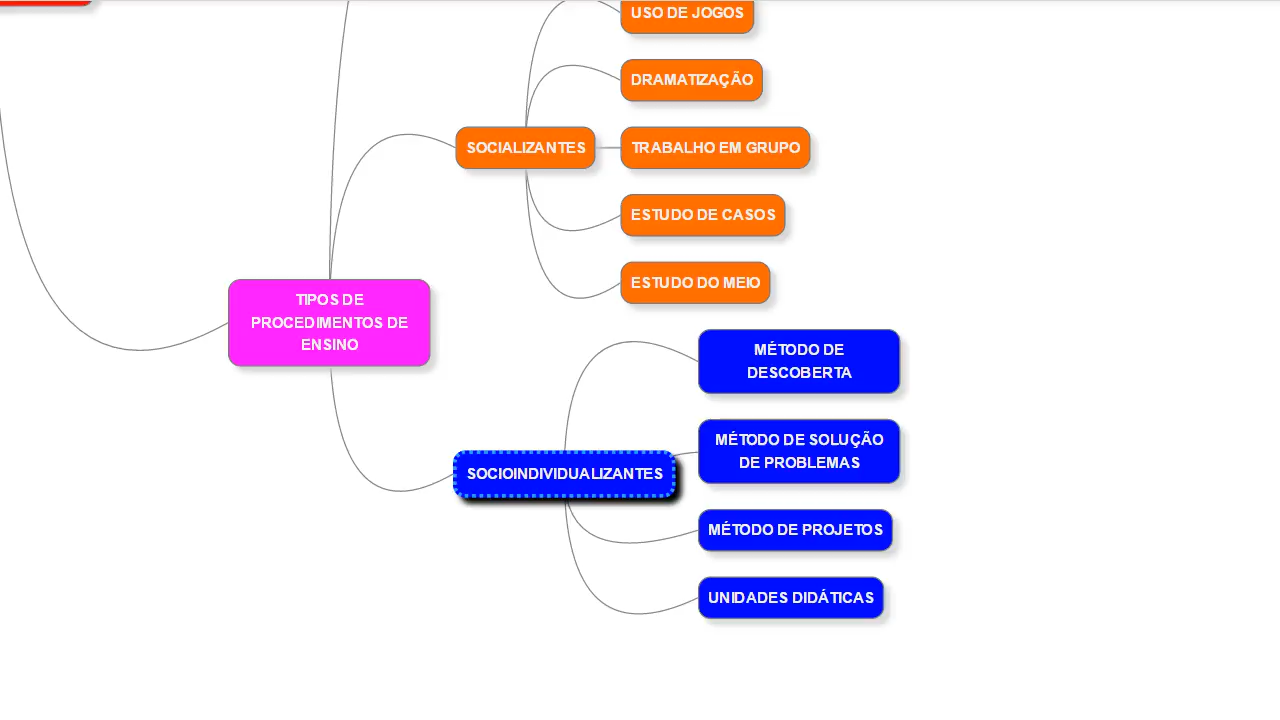 USO DE JOGOS
DRAMATIZAÇÃO
SOCIALIZANTES
TRABALHO EM GRUPO
ESTUDO DE CASOS
ESTUDO DO MEIO
TIPOS DE
PROCEDIMENTOS DE
ENSINO
MÉTODO DE
DESCOBERTA
MÉTODO DE SOLUÇÃO
DE PROBLEMAS
SOCIOINDIVIDUALIZANTES
MÉTODO DE PROJETOS
UNIDADES DIDÁTICAS